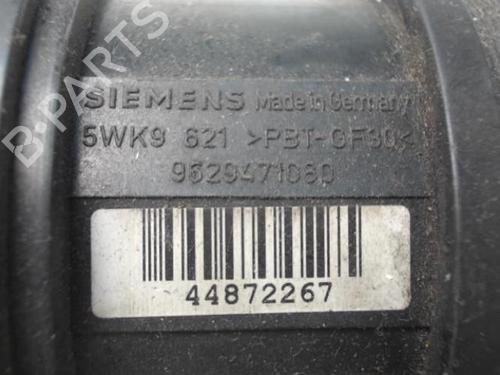 B-PARTS
SIEMENS Made in Germany
5WK9 621 >PBT-GF30<
9629471080
44872267